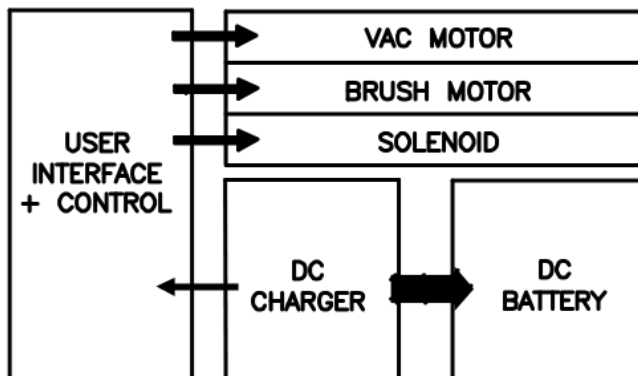 VAC MOTOR
BRUSH MOTOR
SOLENOID
USER
INTERFACE
+ CONTROL
DC
CHARGER
DC
BATTERY